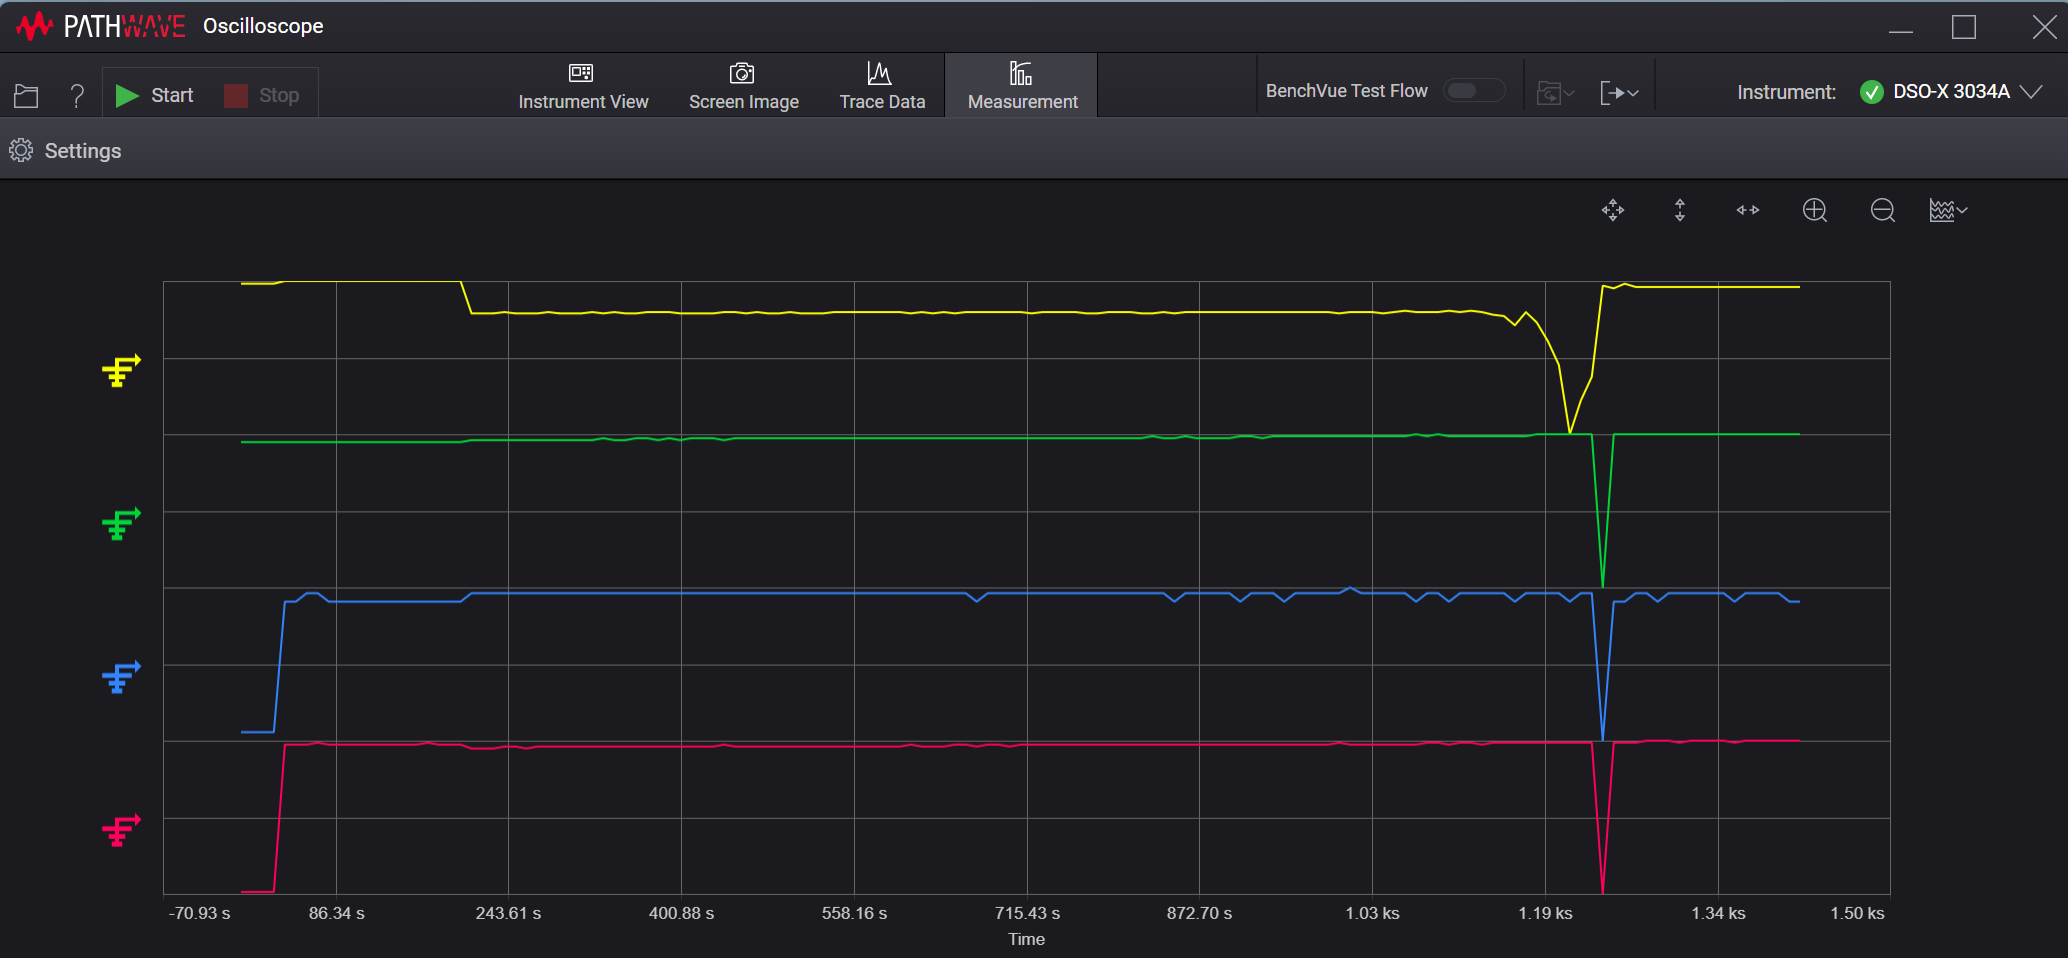 PATHWAVE Oscilloscope
? Start Stop
Instrument View Screen Image Trace Data Measurement
BenchVue Test Flow
Instrument: DSO-X 3034A
Settings
-70.93 s 86.34 s 243.61 s 400.88 s 558.16 s 715.43 s 872.70 s 1.03 ks 1.19 ks 1.34 ks 1.50 ks
Time